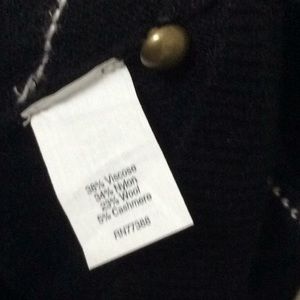 38% Viscose
34% Nylon
23% Wool
5% Cashmere
RN77388